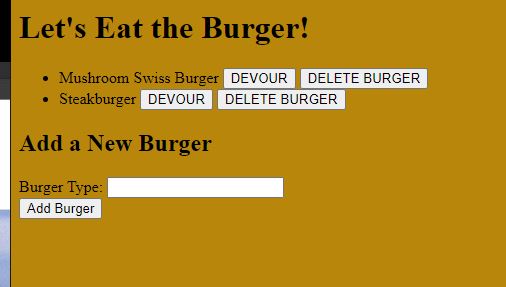 Let's Eat the Burger!
Mushroom Swiss Burger DEVOUR DELETE BURGER
Steakburger DEVOUR DELETE BURGER
Add a New Burger
Burger Type:
Add Burger